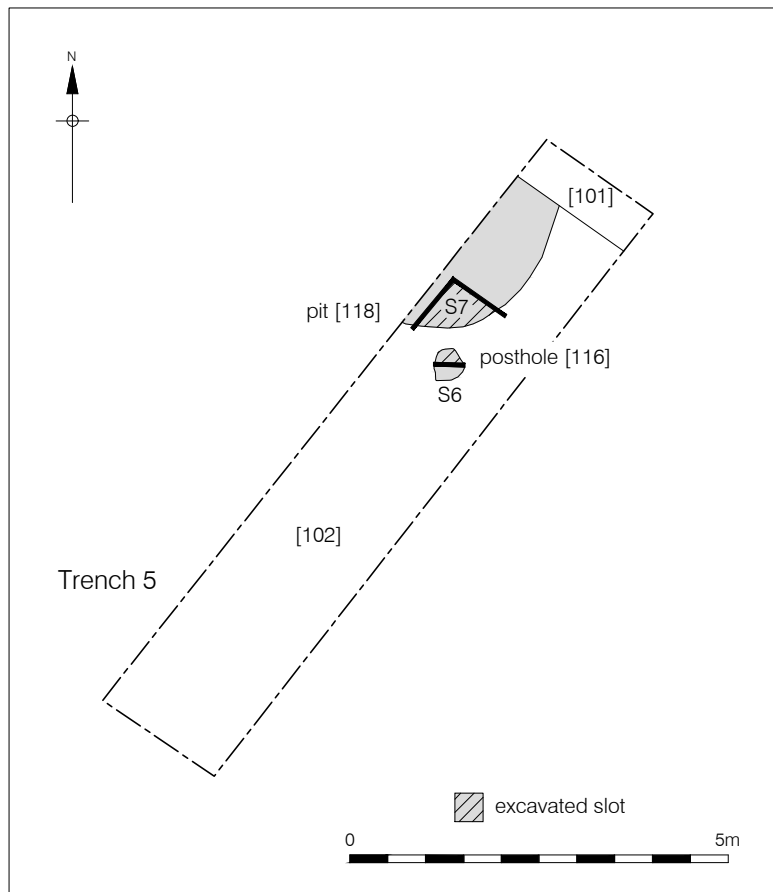 N
[101]
S7
pit [118]
posthole [116]
S6
[102]
Trench 5
excavated slot
0 5m